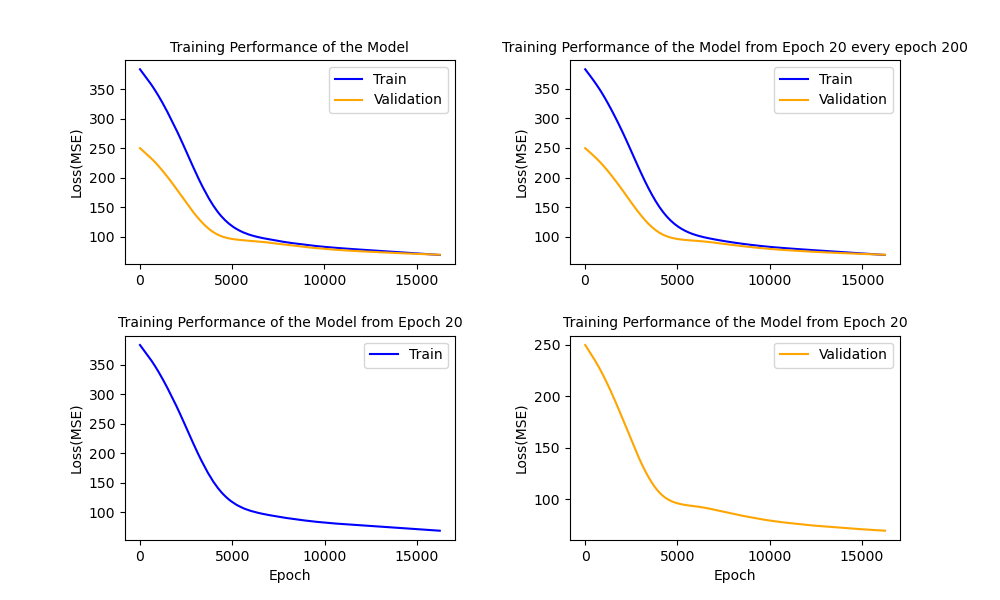 Training Performance of the Model
Loss(MSE)
350
300
250
200
150
100
0 5000 10000 15000
Train
Validation
Training Performance of the Model from Epoch 20 every epoch 200
Loss(MSE)
350
300
250
200
150
100
0 5000 10000 15000
Train
Validation
Training Performance of the Model from Epoch 20
Loss(MSE)
350
300
250
200
150
100
0 5000 10000 15000
Epoch
Train
Training Performance of the Model from Epoch 20
Loss(MSE)
250
200
150
100
0 5000 10000 15000
Epoch
Validation